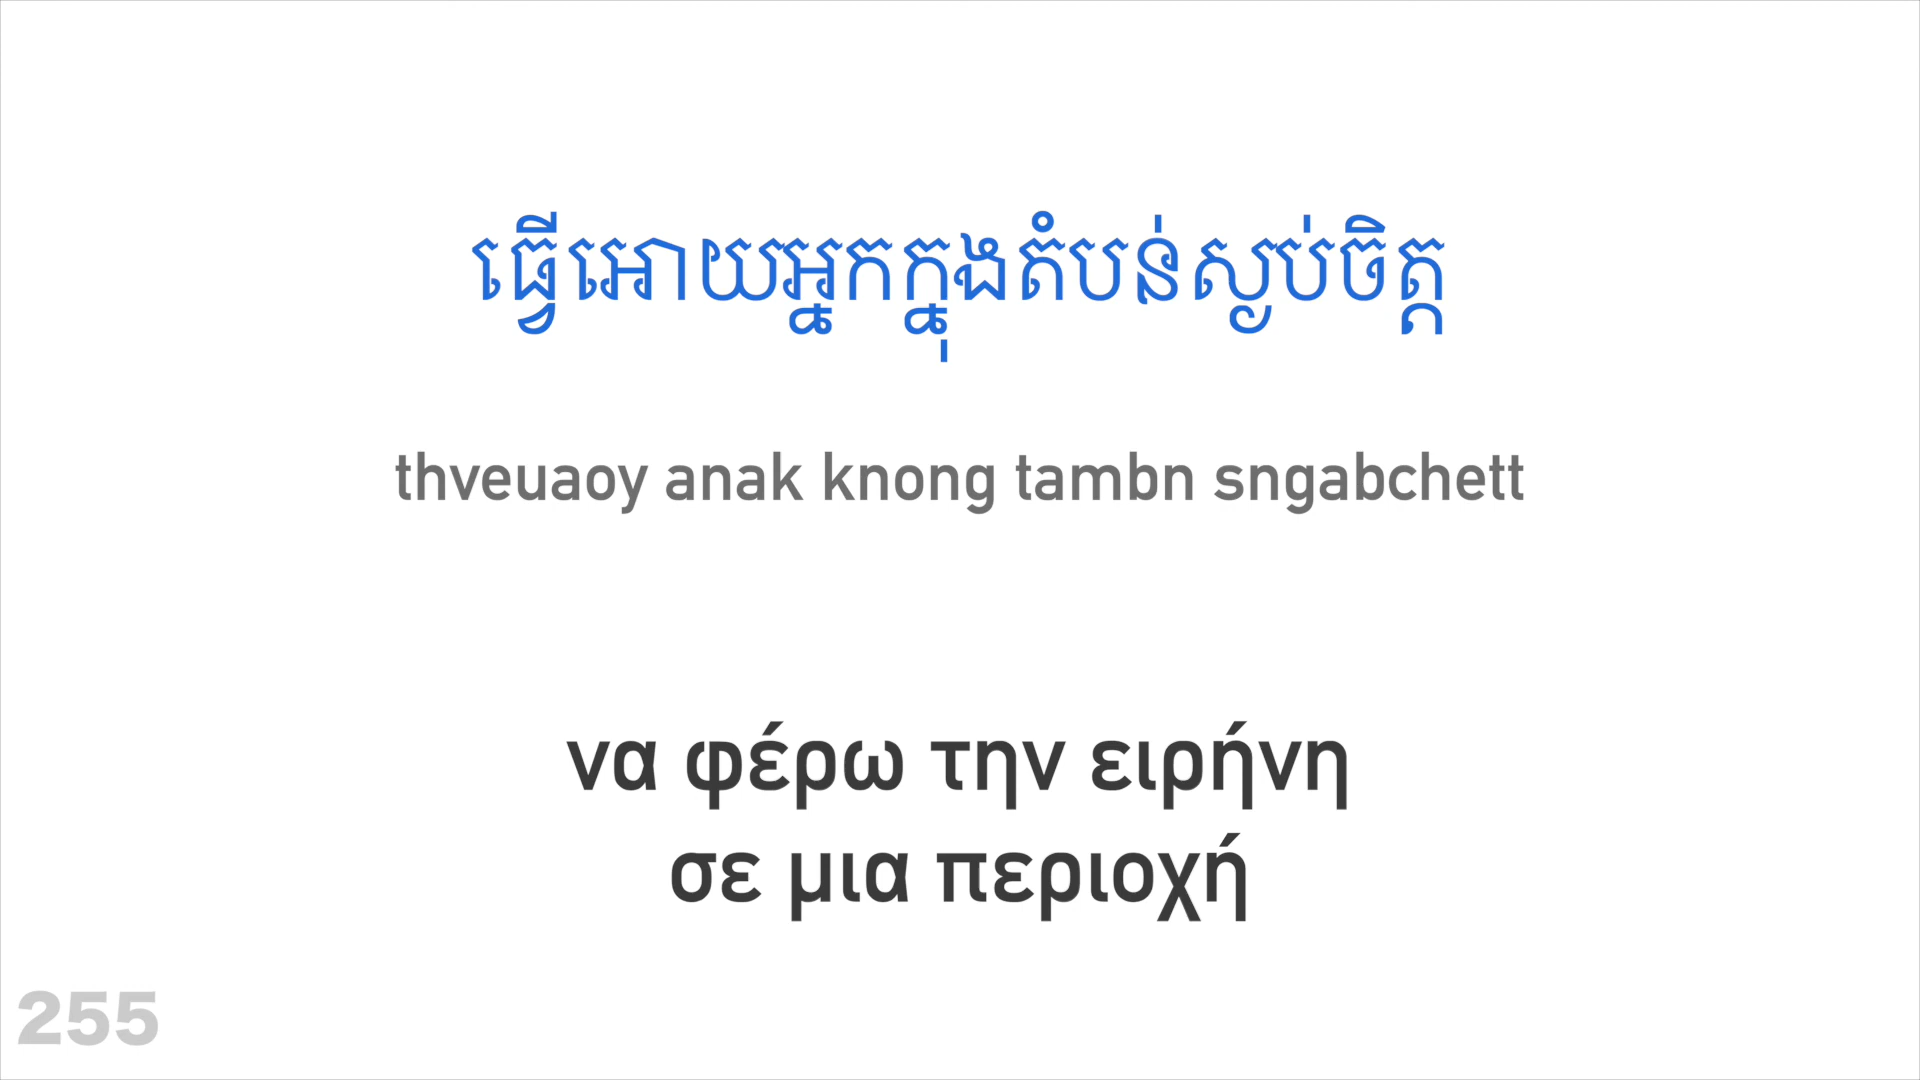 ធ្វើអោយអ្នកក្នុងតំបន់ស្ងប់ចិត្ត
thveuaoy anak knong tambn sngabchett
να φέρω την ειρήνη
σε μια περιοχή
255